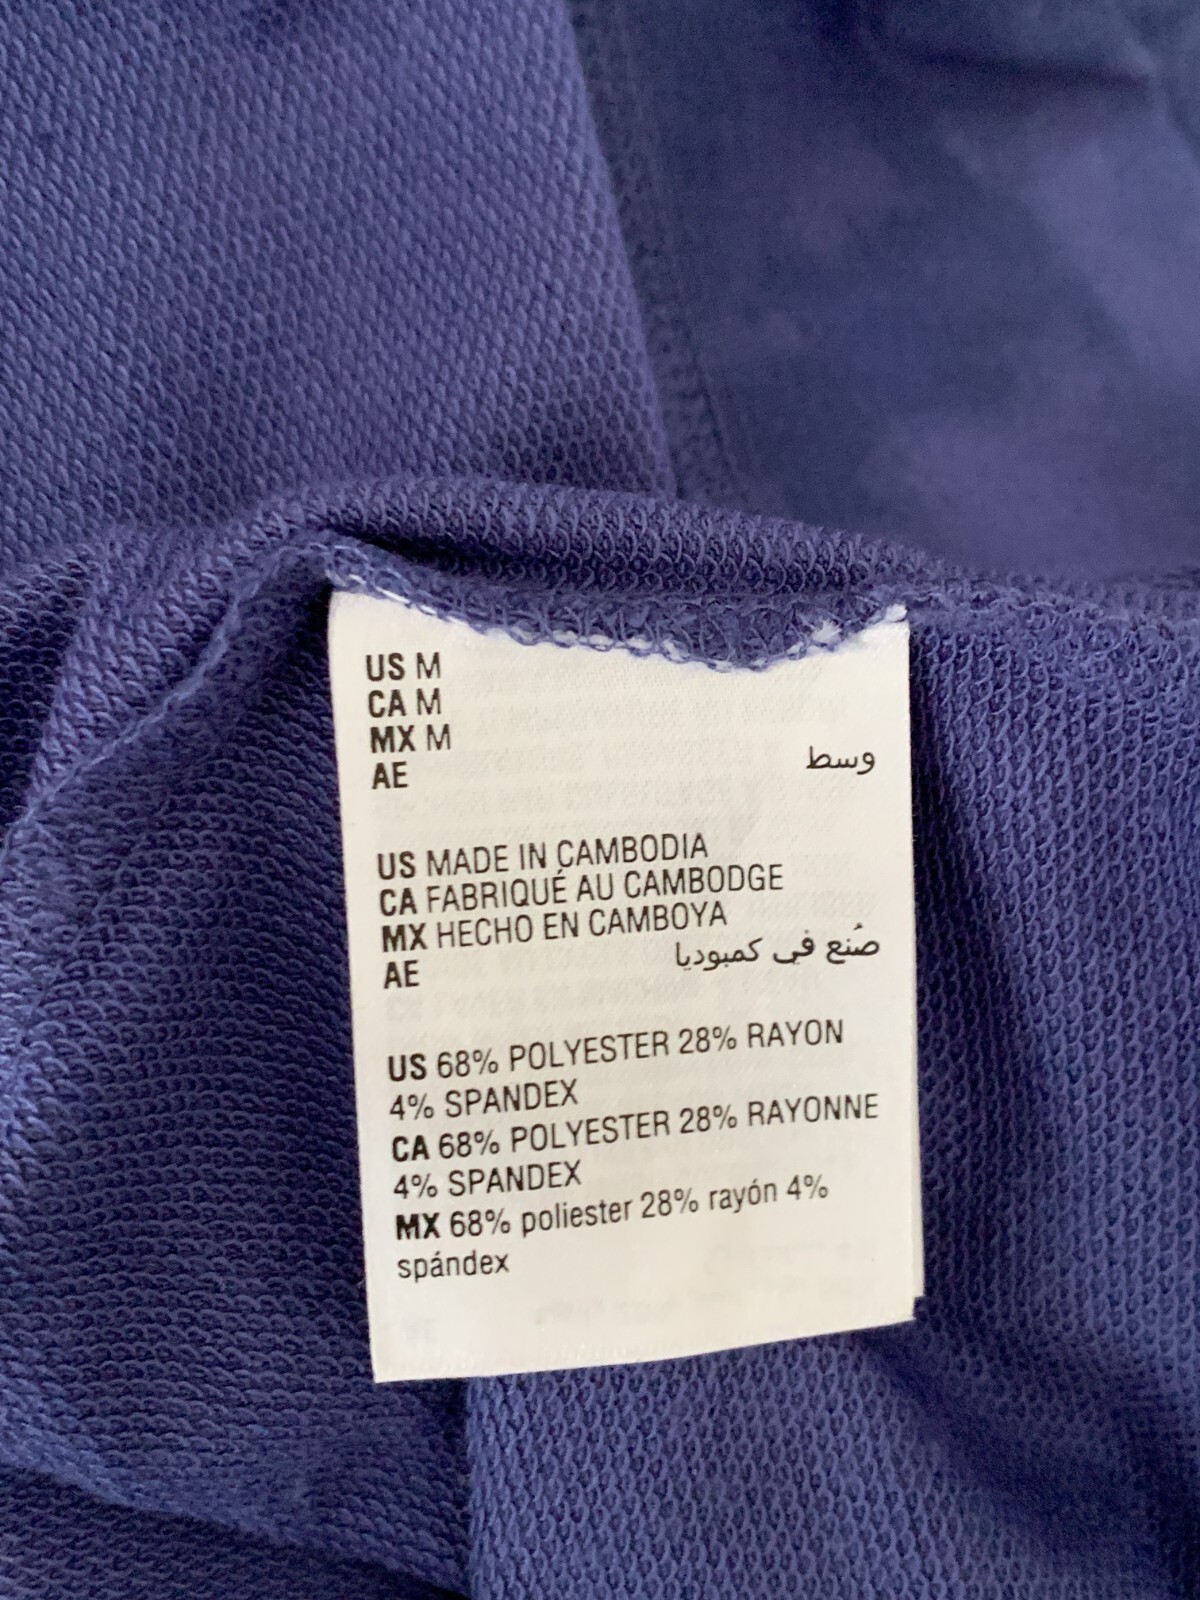 US M
CA M
MX M
AE وسط
US MADE IN CAMBODIA
CA FABRIQUÉ AU CAMBODGE
MX HECHO EN CAMBOYA
AE صُنع في كمبوديا
US 68% POLYESTER 28% RAYON
4% SPANDEX
CA 68% POLYESTER 28% RAYONNE
4% SPANDEX
MX 68% poliester 28% rayón 4%
spándex